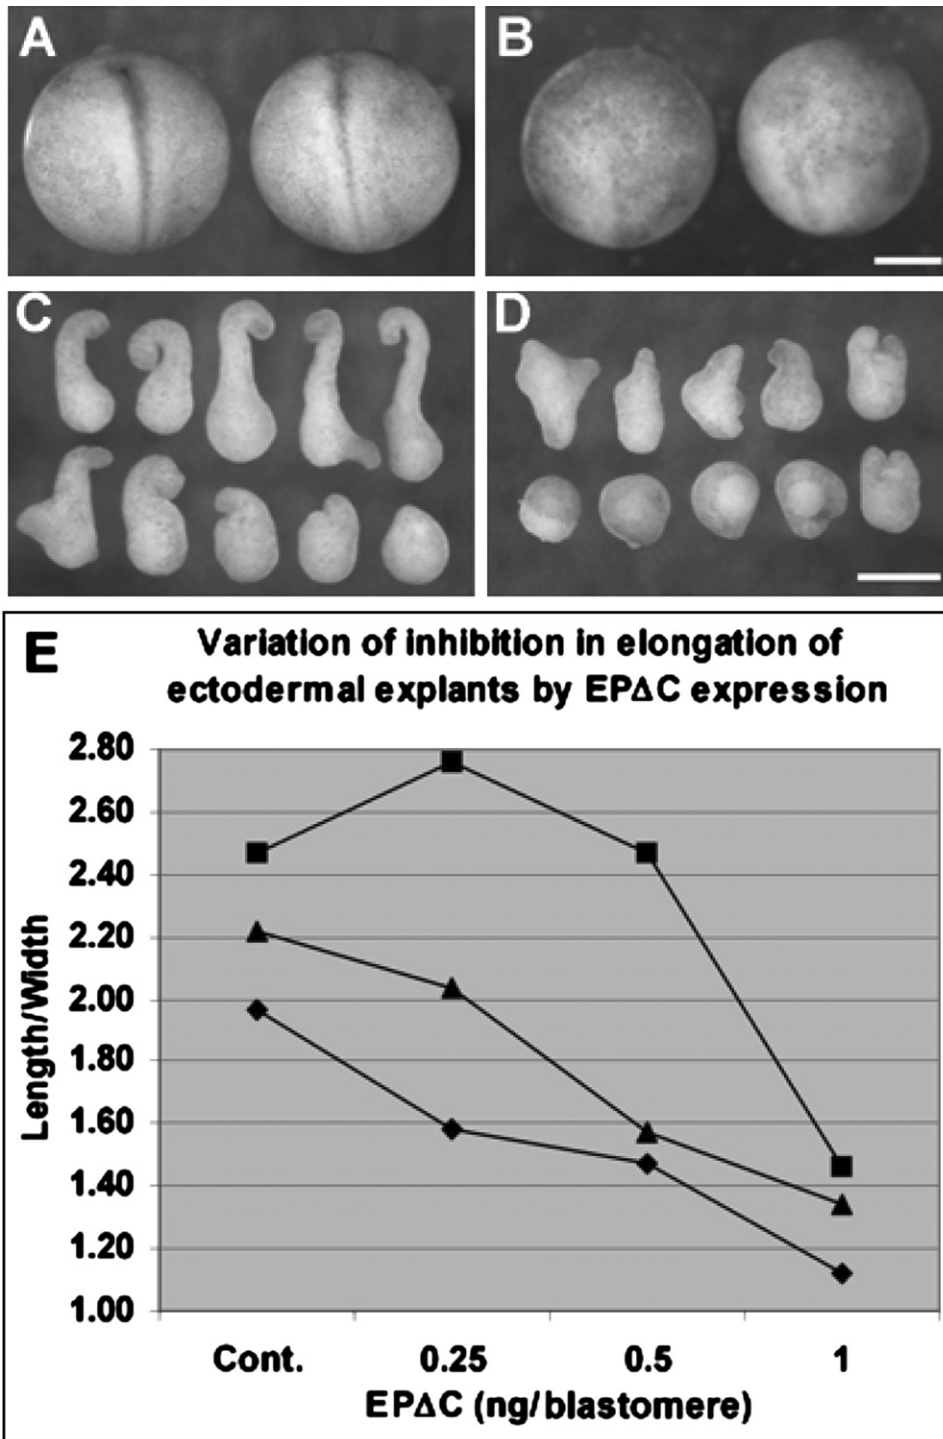 A
B
C
D
E
Variation of inhibition in elongation of
ectodermal explants by EPΔC expression
2.80
2.60
2.40
2.20
2.00
1.80
1.60
1.40
1.20
1.00
Length/Width
Cont. 0.25 0.5 1
EPΔC (ng/blastomere)